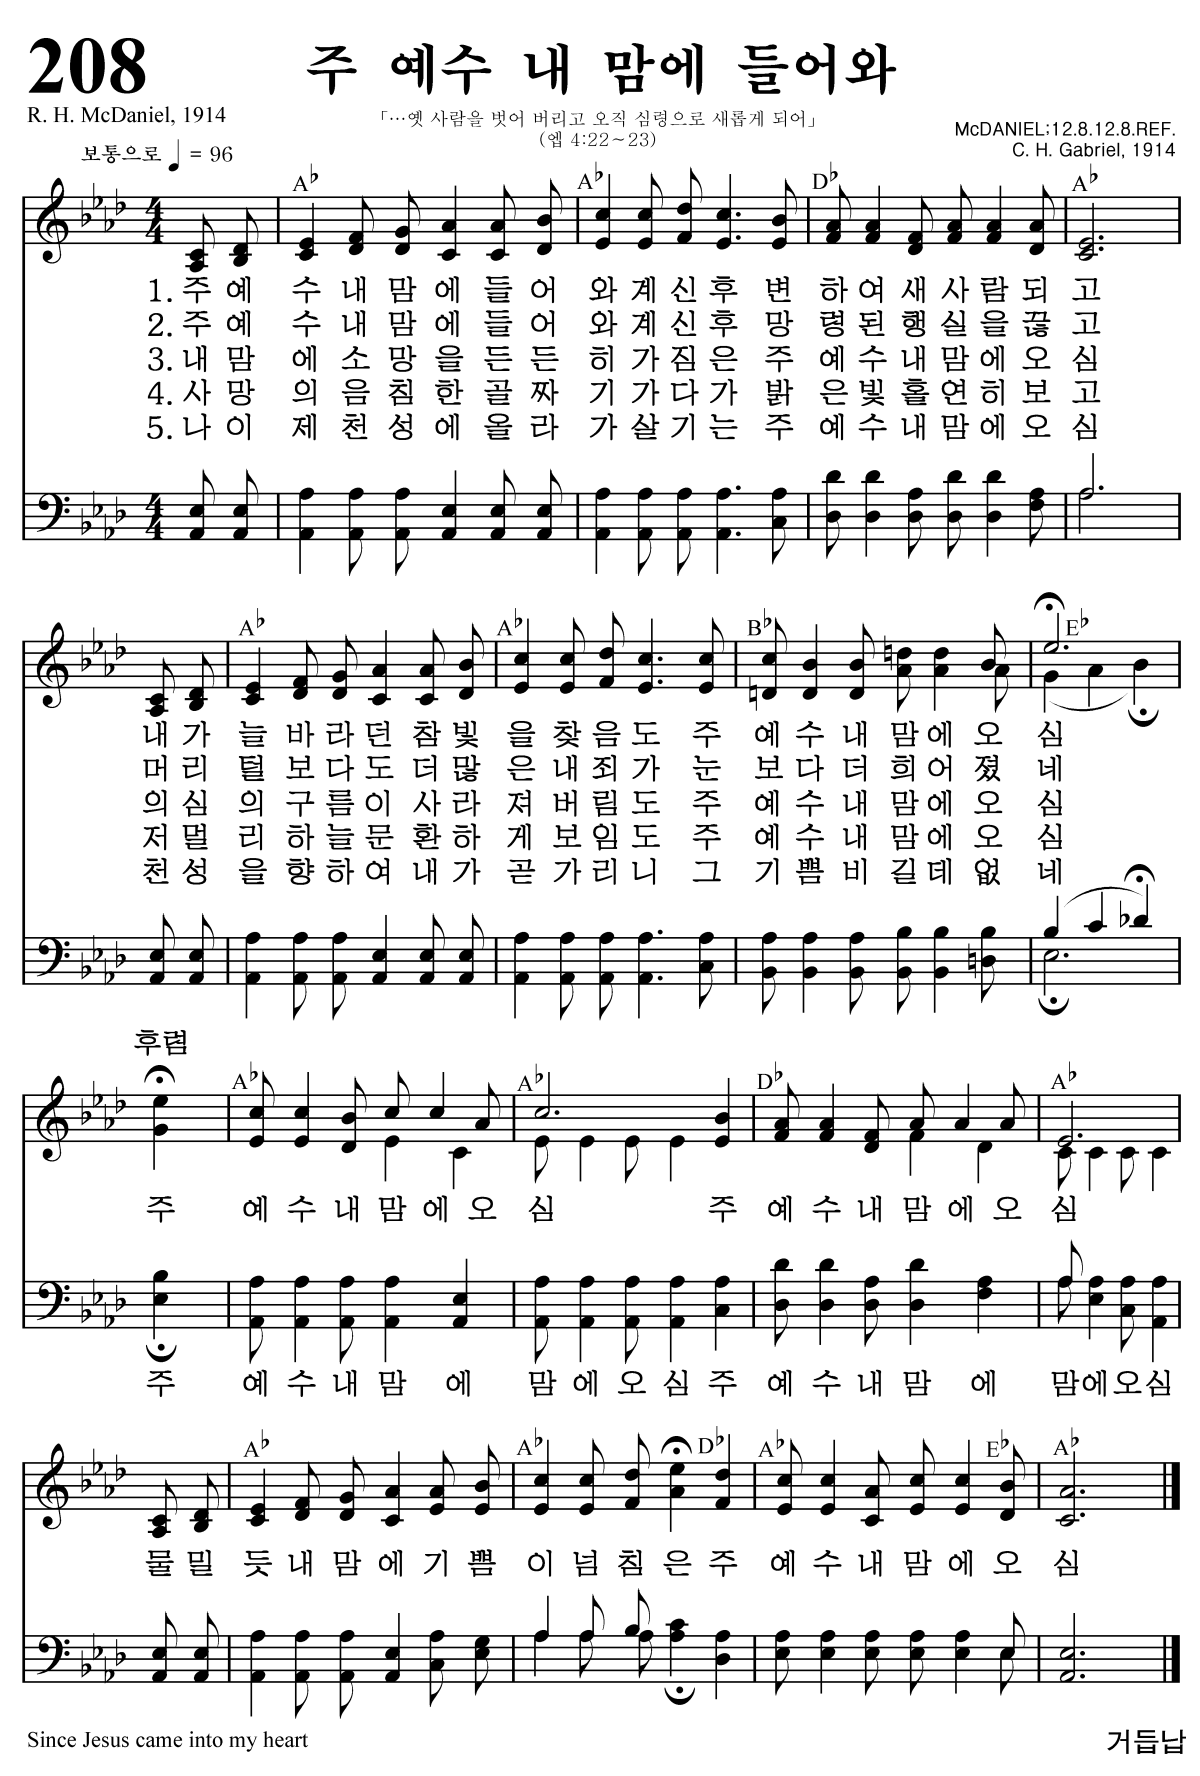 208
주 예수 내 맘에 들어와
R. H. McDaniel, 1914
「…옛 사람을 벗어 버리고 오직 심령으로 새롭게 되어」
(엡 4:22~23)
McDANIEL:12.8.12.8.REF.
C. H. Gabriel, 1914
보통으로 ♩ = 96
A♭ A♭ D♭ A♭
1. 주 예 수 내 맘 에 들 어 와 계 신 후 변 하 여 새 사 람 되 고
2. 주 예 수 내 맘 에 들 어 와 계 신 후 망 령 된 행 실 을 끊 고
3. 내 맘 에 소 망 을 든 든 히 가 짐 은 주 예 수 내 맘 에 오 심
4. 사 망 의 음 침 한 골 짜 기 가 다 가 밝 은 빛 홀 연 히 보 고
5. 나 이 제 천 성 에 올 라 가 살 기 는 주 예 수 내 맘 에 오 심
A♭ A♭ B♭ E♭
내 가 늘 바 라 던 참 빛 을 찾 음 도 주 예 수 내 맘 에 오 심
머 리 털 보 다 도 더 많 은 내 죄 가 눈 보 다 더 희 어 졌 네
의 심 의 구 름 이 사 라 져 버 림 도 주 예 수 내 맘 에 오 심
저 멀 리 하 늘 문 환 하 게 보 임 도 주 예 수 내 맘 에 오 심
천 성 을 향 하 여 내 가 곧 가 리 니 그 기 쁨 비 길 데 없 네
후렴
A♭ A♭ D♭ A♭
주 예 수 내 맘 에 오 심 주 예 수 내 맘 에 오 심
주 예 수 내 맘 에 맘 에 오 심 주 예 수 내 맘 에 맘에오심
A♭ A♭ D♭ A♭ E♭ A♭
물 밀 듯 내 맘 에 기 쁨 이 넘 침 은 주 예 수 내 맘 에 오 심
Since Jesus came into my heart
거듭남